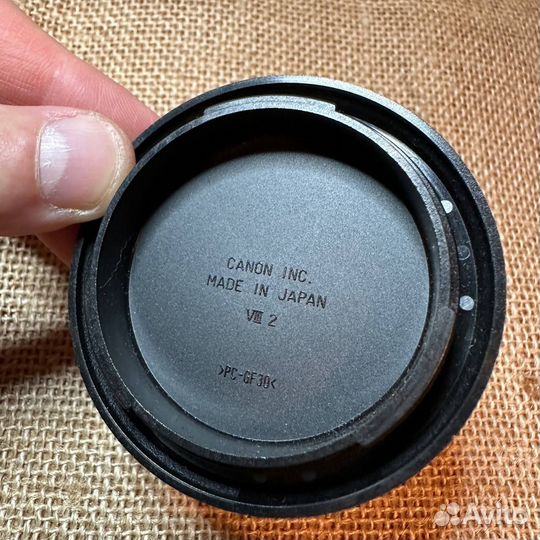 CANON INC.
MADE IN JAPAN
Ⅷ 2
>PC-GF30<
Avito